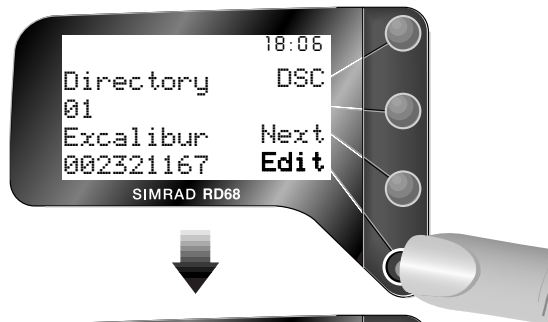 18:06
Directory DSC
01
Excalibur Next
002321167 Edit
SIMRAD RD68